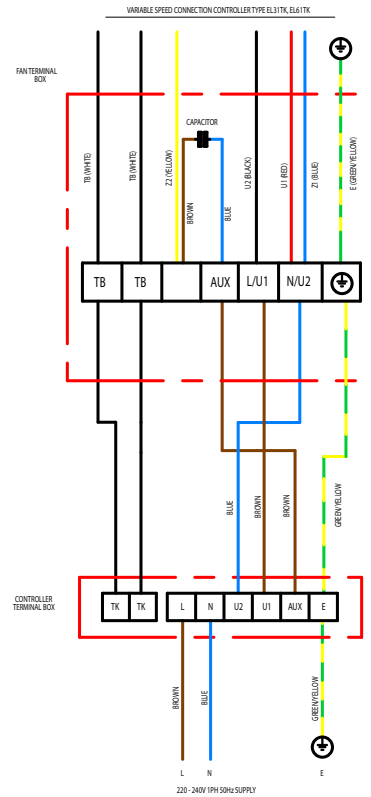 VARIABLE SPEED CONNECTION CONTROLLER TYPE EL31TK, EL61TK
FAN TERMINAL
BOX
CAPACITOR
TB (WHITE)
TB (WHITE)
Z2 (YELLOW)
BROWN
BLUE
U2 (BLACK)
U1 (RED)
Z1 (BLUE)
E (GREEN/YELLOW)
TB
TB
AUX
L/U1
N/U2
BLUE
BROWN
BROWN
GREEN/YELLOW
CONTROLLER
TERMINAL BOX
TK
TK
L
N
U2
U1
AUX
E
BROWN
BLUE
GREEN/YELLOW
L
N
E
220 - 240V 1PH 50Hz SUPPLY